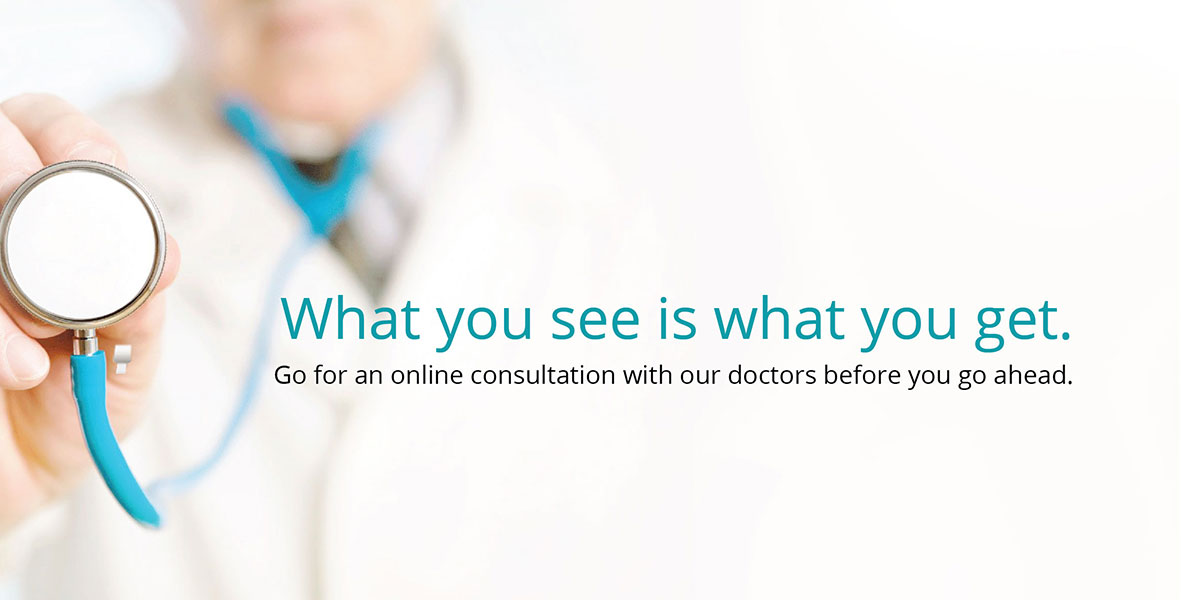 What you see is what you get.
Go for an online consultation with our doctors before you go ahead.